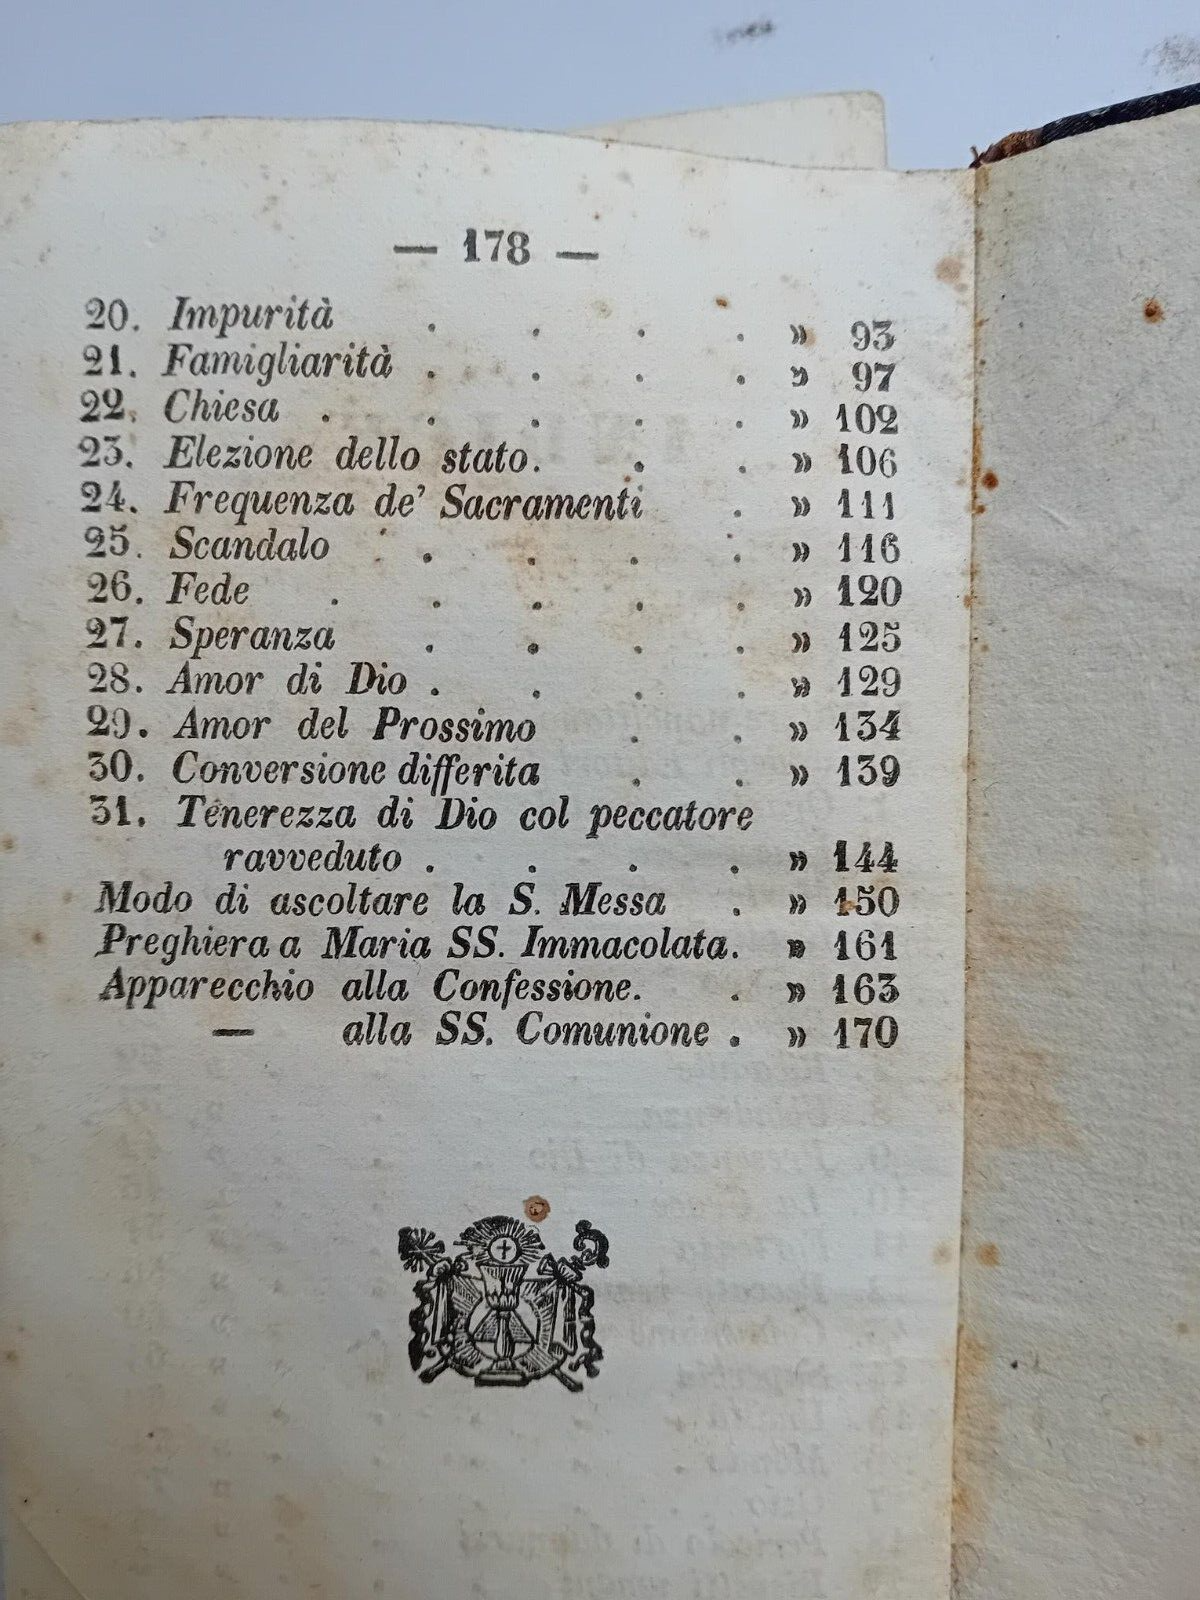 — 178 —
20. Impurità . . . . » 93
21. Famigliarità . . . . » 97
22. Chiesa . . . . . » 102
23. Elezione dello stato. . . » 106
24. Frequenza de' Sacramenti . » 111
25. Scandalo . . . . » 116
26. Fede . . . . . » 120
27. Speranza . . . . » 125
28. Amor di Dio . . . . » 129
29. Amor del Prossimo . . » 134
30. Conversione differita . . » 139
31. Tenerezza di Dio col peccatore
ravveduto . . . . » 144
Modo di ascoltare la S. Messa . » 150
Preghiera a Maria SS. Immacolata. » 161
Apparecchio alla Confessione. . » 163
— alla SS. Comunione . » 170